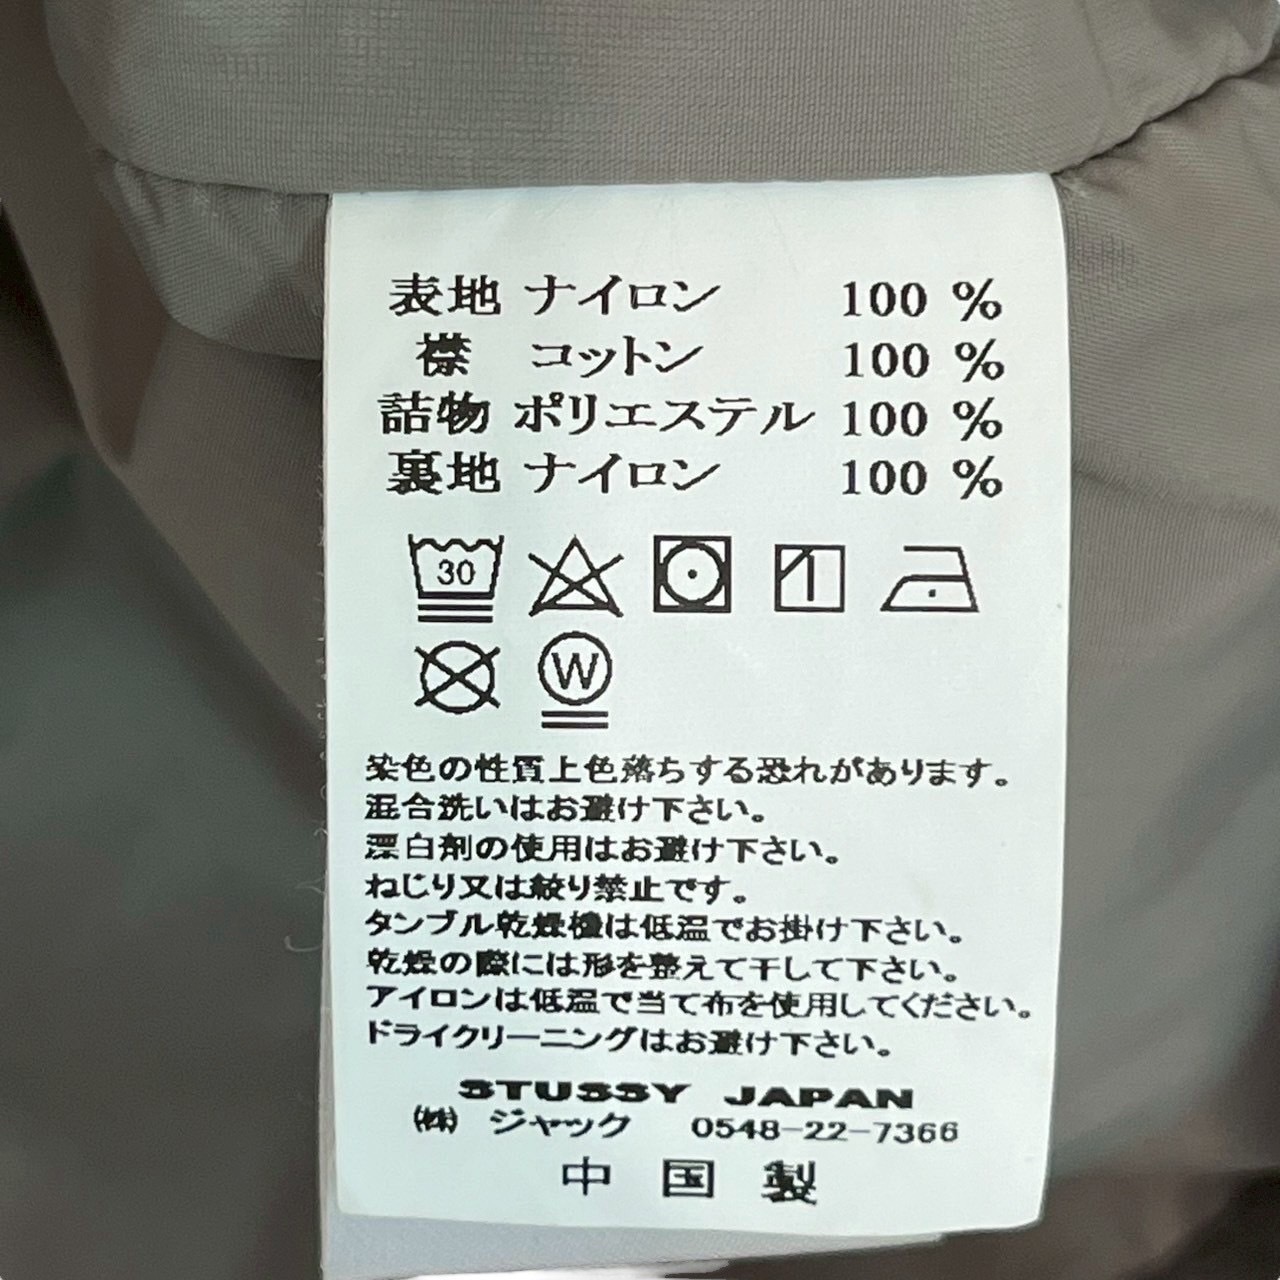 表地 ナイロン 100 %
襟 コットン 100 %
詰物 ポリエステル 100 %
裏地 ナイロン 100 %
30
W
染色の性質上色落ちする恐れがあります。
混合洗いはお避け下さい。
漂白剤の使用はお避け下さい。
ねじり又は絞り禁止です。
タンブル乾燥機は低温でお掛け下さい。
乾燥の際には形を整えて干して下さい。
アイロンは低温で当て布を使用してください。
ドライクリーニングはお避け下さい。
STUSSY JAPAN
㈱ ジャック 0548-22-7366
中国製